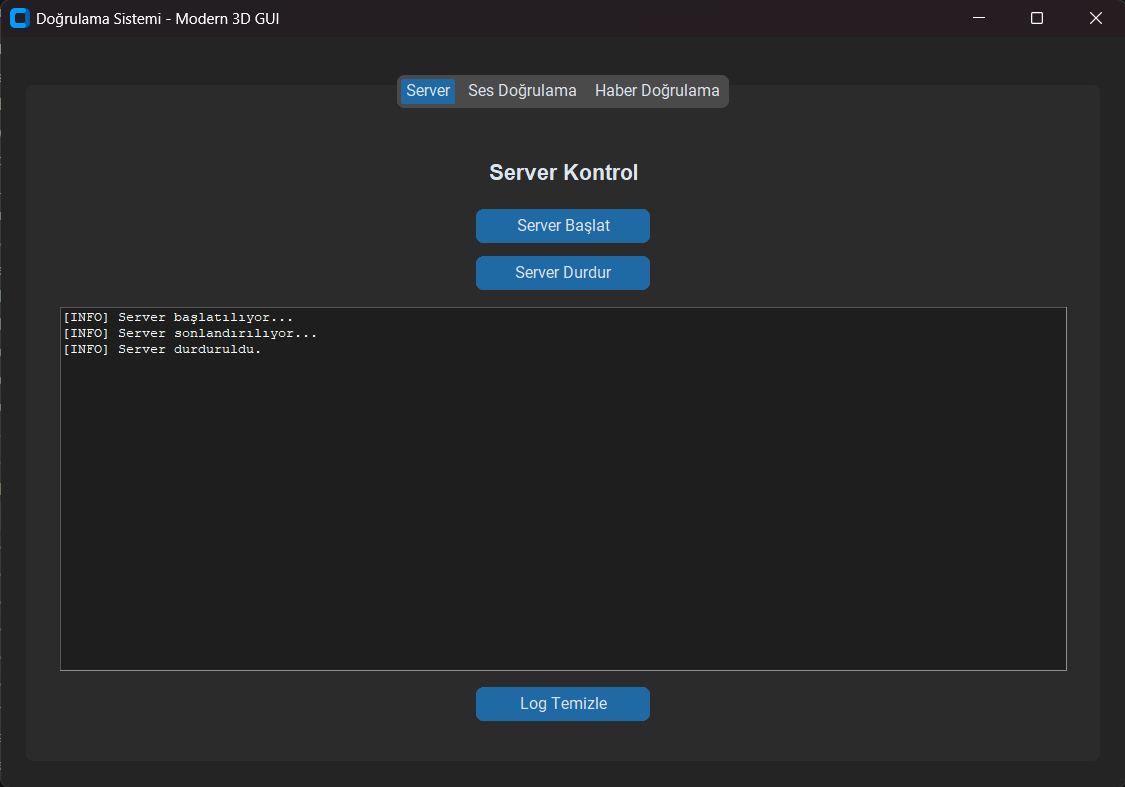 Doğrulama Sistemi - Modern 3D GUI
Server Ses Doğrulama Haber Doğrulama
Server Kontrol
Server Başlat
Server Durdur
[INFO] Server başlatılıyor...
[INFO] Server sonlandırılıyor...
[INFO] Server durduruldu.
Log Temizle